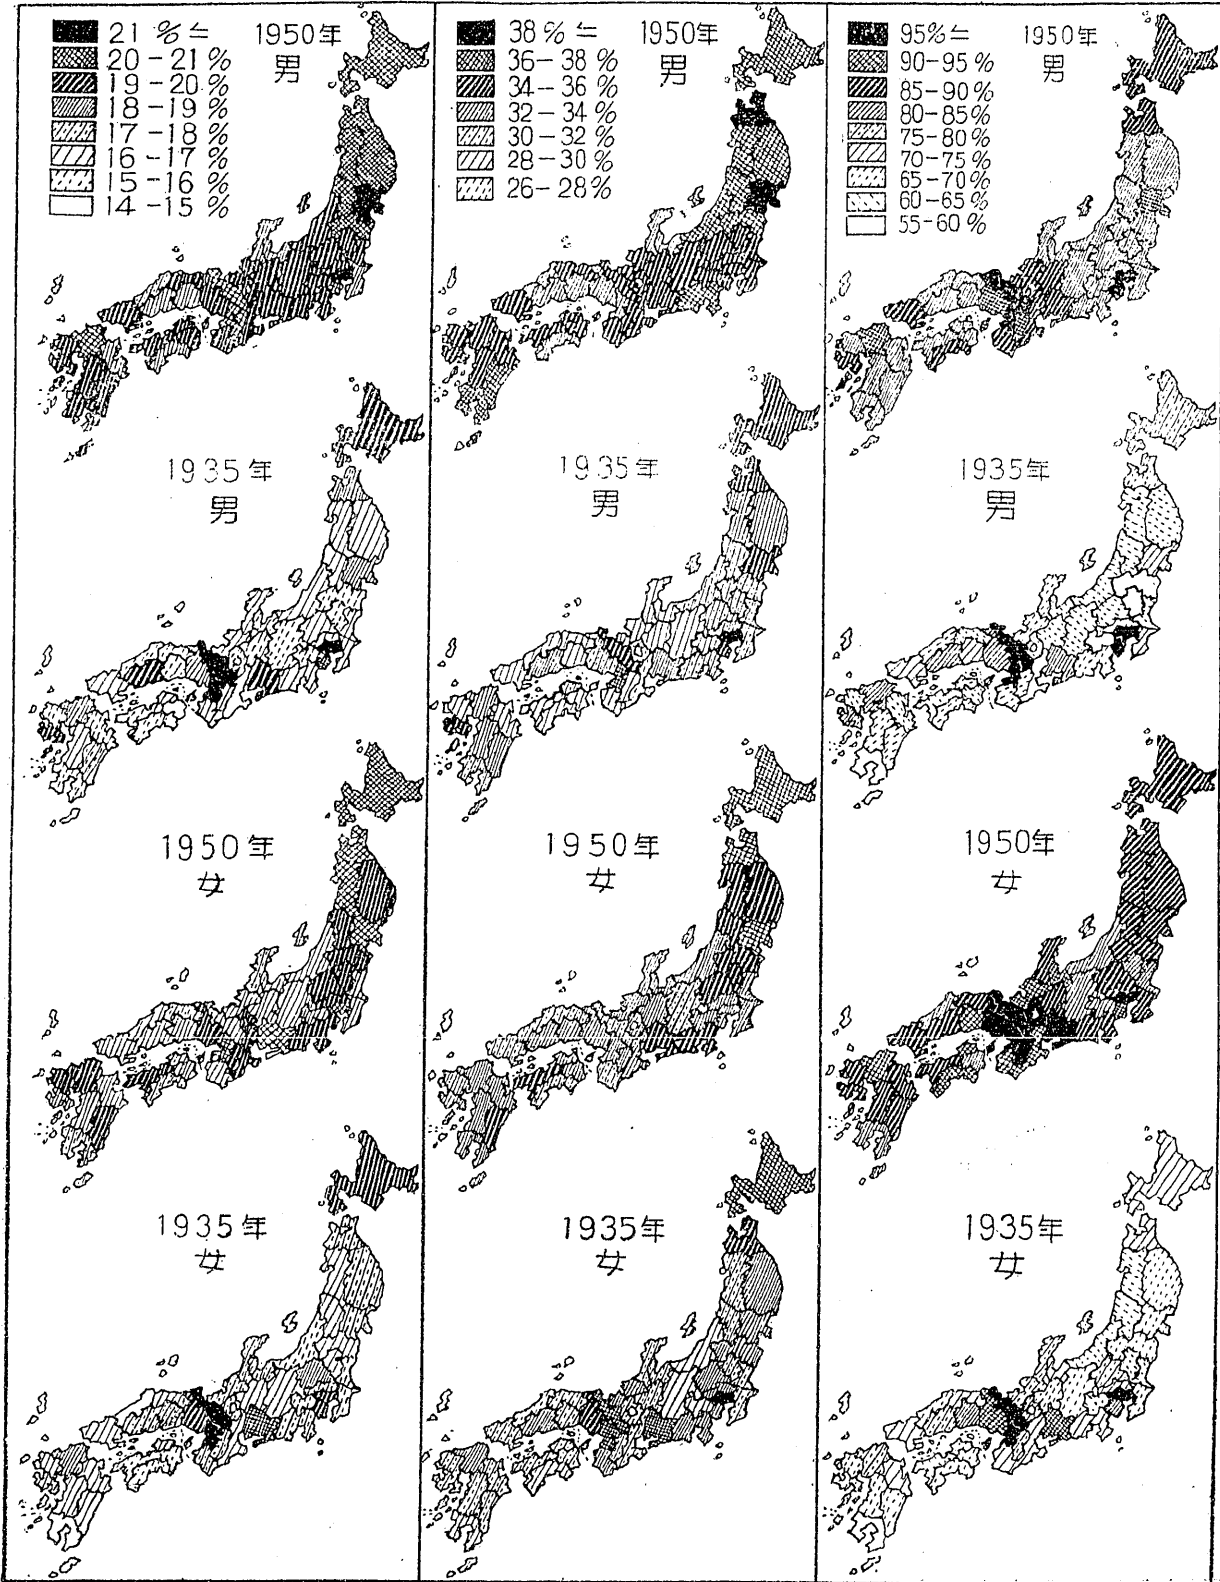 21 % ≦
20-21 %
19-20 %
18-19 %
17-18 %
16-17 %
15-16 %
14-15 %
1950年
男
38 % ≦
36-38 %
34-36 %
32-34 %
30-32 %
28-30 %
26-28%
1950年
男
95% ≦
90-95 %
85-90 %
80-85%
75-80 %
70-75%
65-70%
60-65%
55-60 %
1950年
男
1935年
男
1935年
男
1935年
男
1950年
女
1950年
女
1950年
女
1935年
女
1935年
女
1935年
女